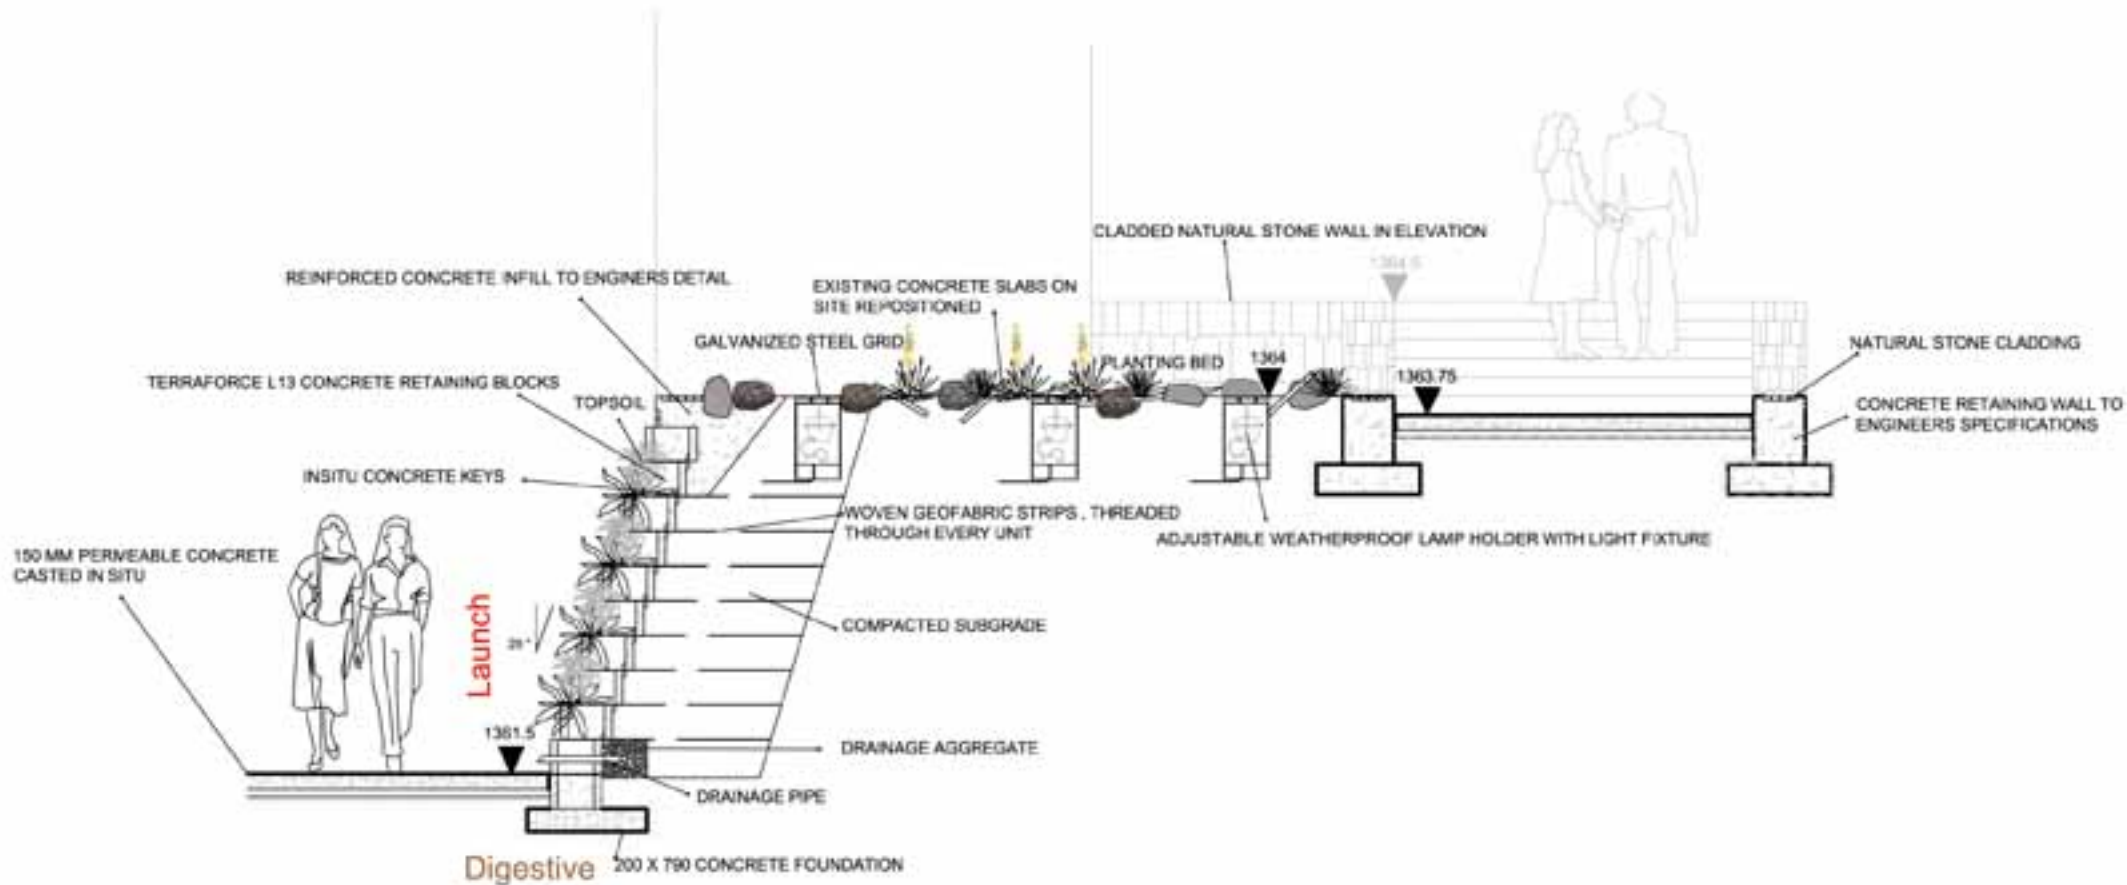 CLADDED NATURAL STONE WALL IN ELEVATION
1364.5
REINFORCED CONCRETE INFILL TO ENGINERS DETAIL
EXISTING CONCRETE SLABS ON
SITE REPOSITIONED
GALVANIZED STEEL GRID
PLANTING BED
1364
NATURAL STONE CLADDING
TERRAFORCE L13 CONCRETE RETAINING BLOCKS
1363.75
TOPSOIL
CONCRETE RETAINING WALL TO
ENGINEERS SPECIFICATIONS
INSITU CONCRETE KEYS
WOVEN GEOFABRIC STRIPS , THREADED
THROUGH EVERY UNIT
ADJUSTABLE WEATHERPROOF LAMP HOLDER WITH LIGHT FIXTURE
150 MM PERMEABLE CONCRETE
CASTED IN SITU
Launch
COMPACTED SUBGRADE
1361.5
DRAINAGE AGGREGATE
DRAINAGE PIPE
Digestive
200 X 790 CONCRETE FOUNDATION